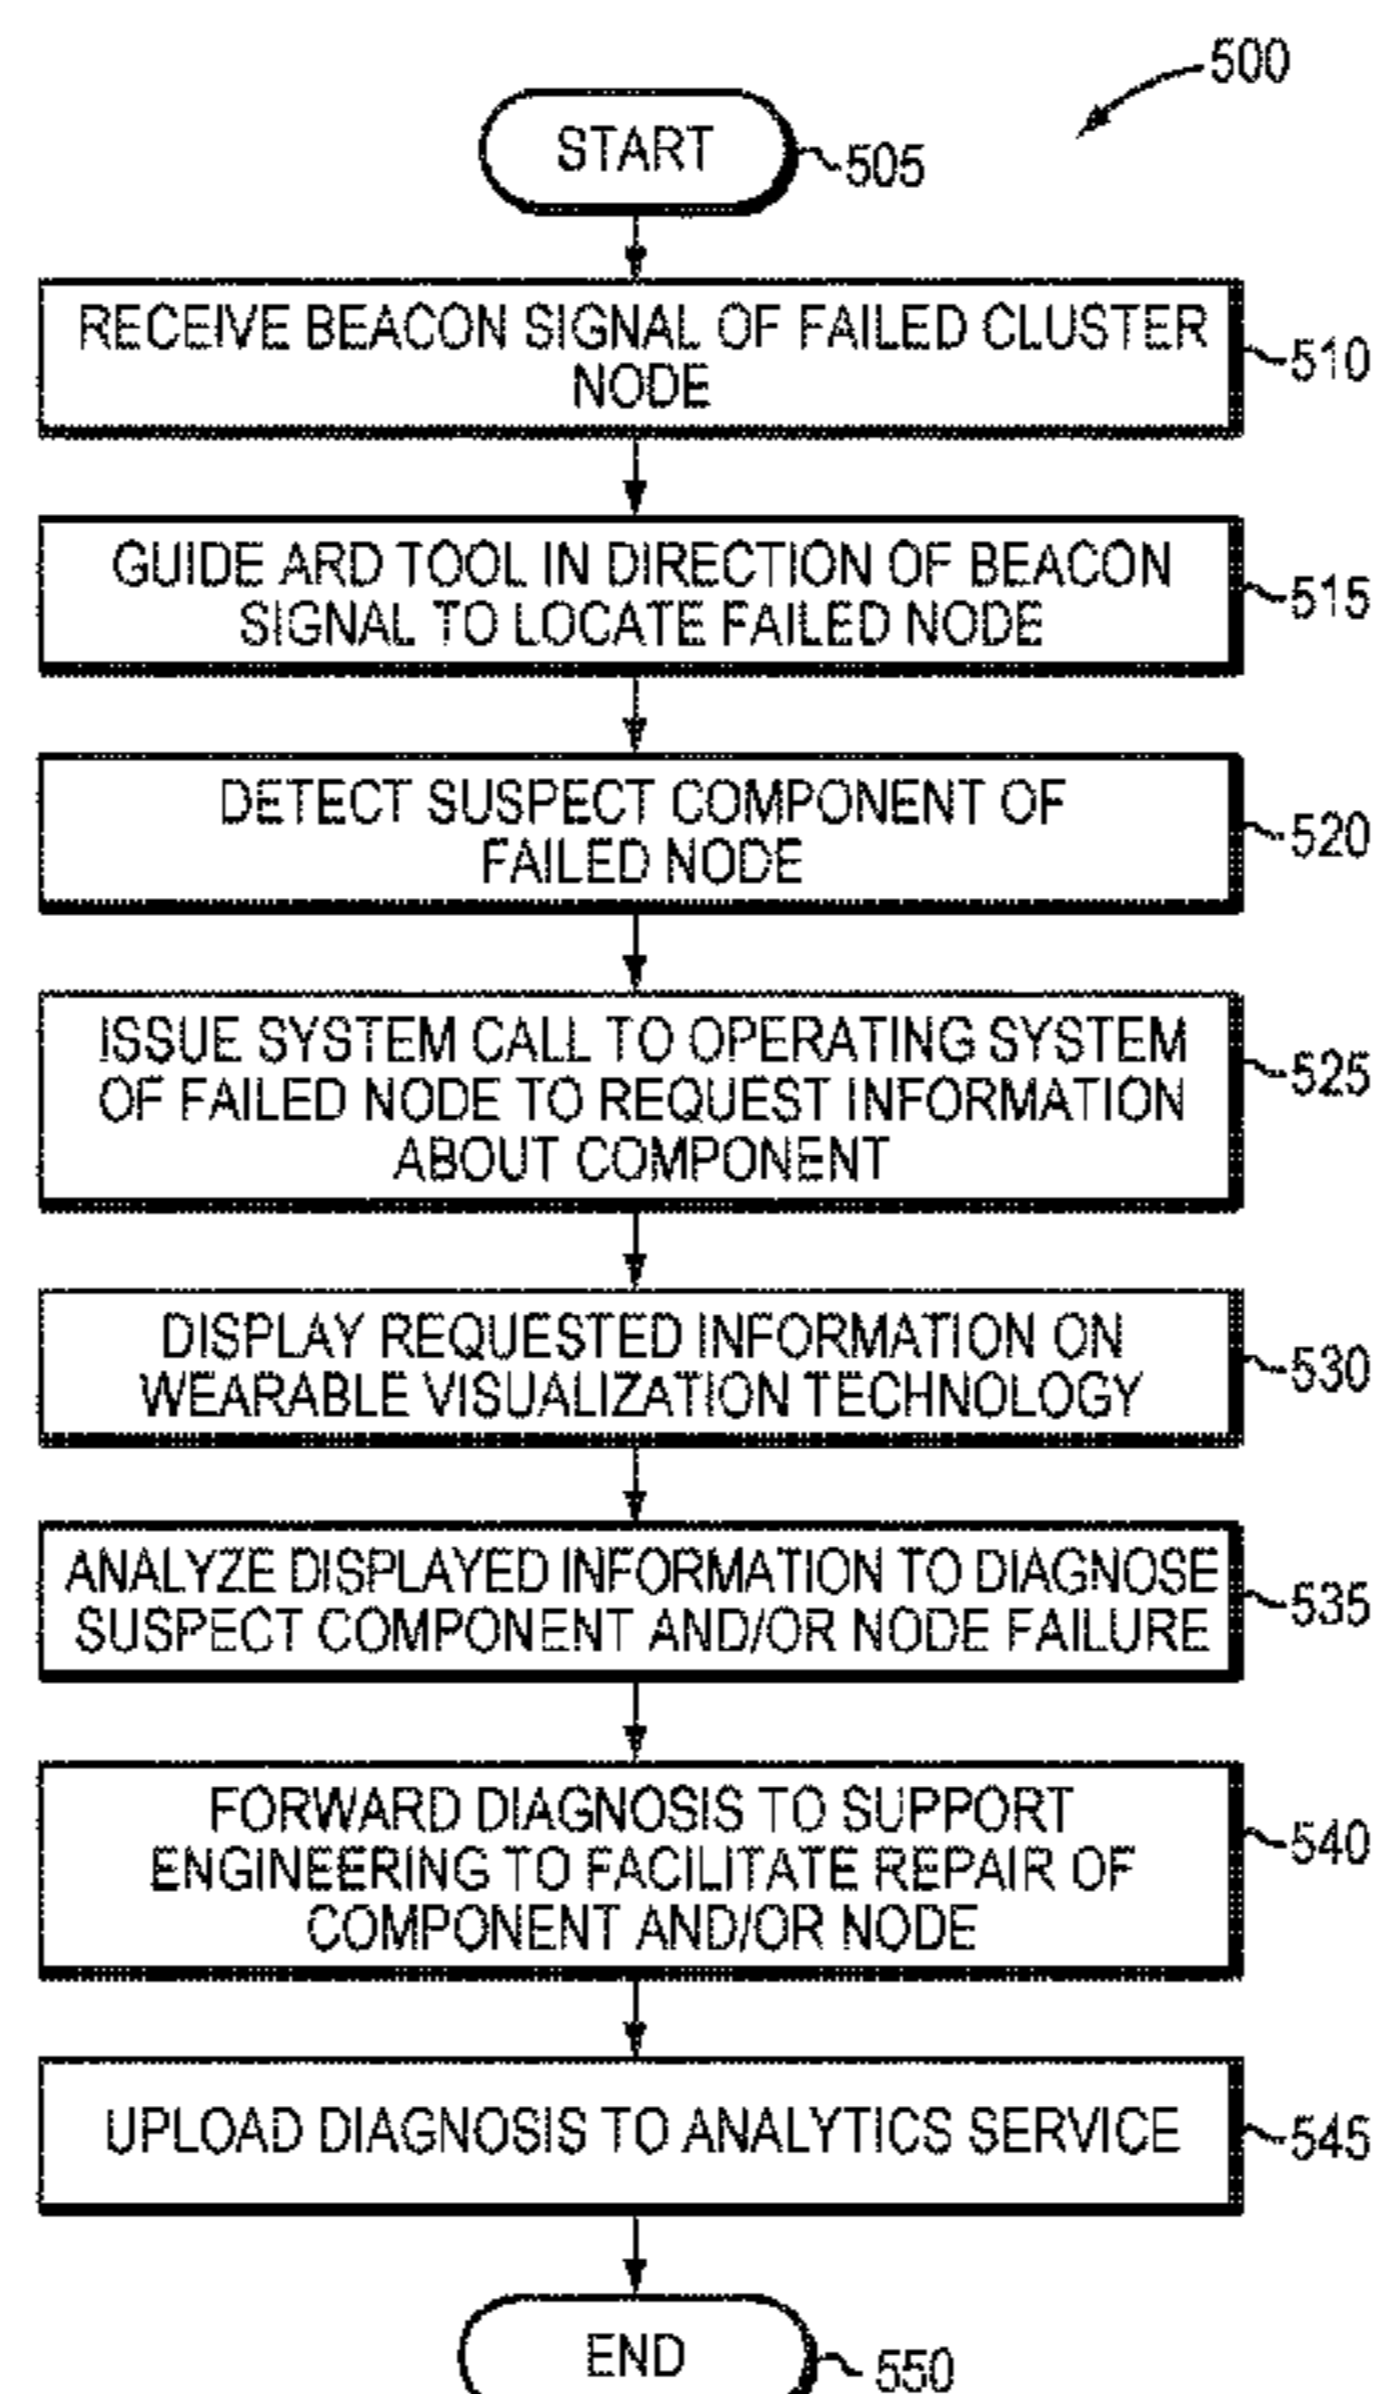 500
START
505
RECEIVE BEACON SIGNAL OF FAILED CLUSTER
NODE
510
GUIDE ARD TOOL IN DIRECTION OF BEACON
SIGNAL TO LOCATE FAILED NODE
515
DETECT SUSPECT COMPONENT OF
FAILED NODE
520
ISSUE SYSTEM CALL TO OPERATING SYSTEM
OF FAILED NODE TO REQUEST INFORMATION
ABOUT COMPONENT
525
DISPLAY REQUESTED INFORMATION ON
WEARABLE VISUALIZATION TECHNOLOGY
530
ANALYZE DISPLAYED INFORMATION TO DIAGNOSE
SUSPECT COMPONENT AND/OR NODE FAILURE
535
FORWARD DIAGNOSIS TO SUPPORT
ENGINEERING TO FACILITATE REPAIR OF
COMPONENT AND/OR NODE
540
UPLOAD DIAGNOSIS TO ANALYTICS SERVICE
545
END
550